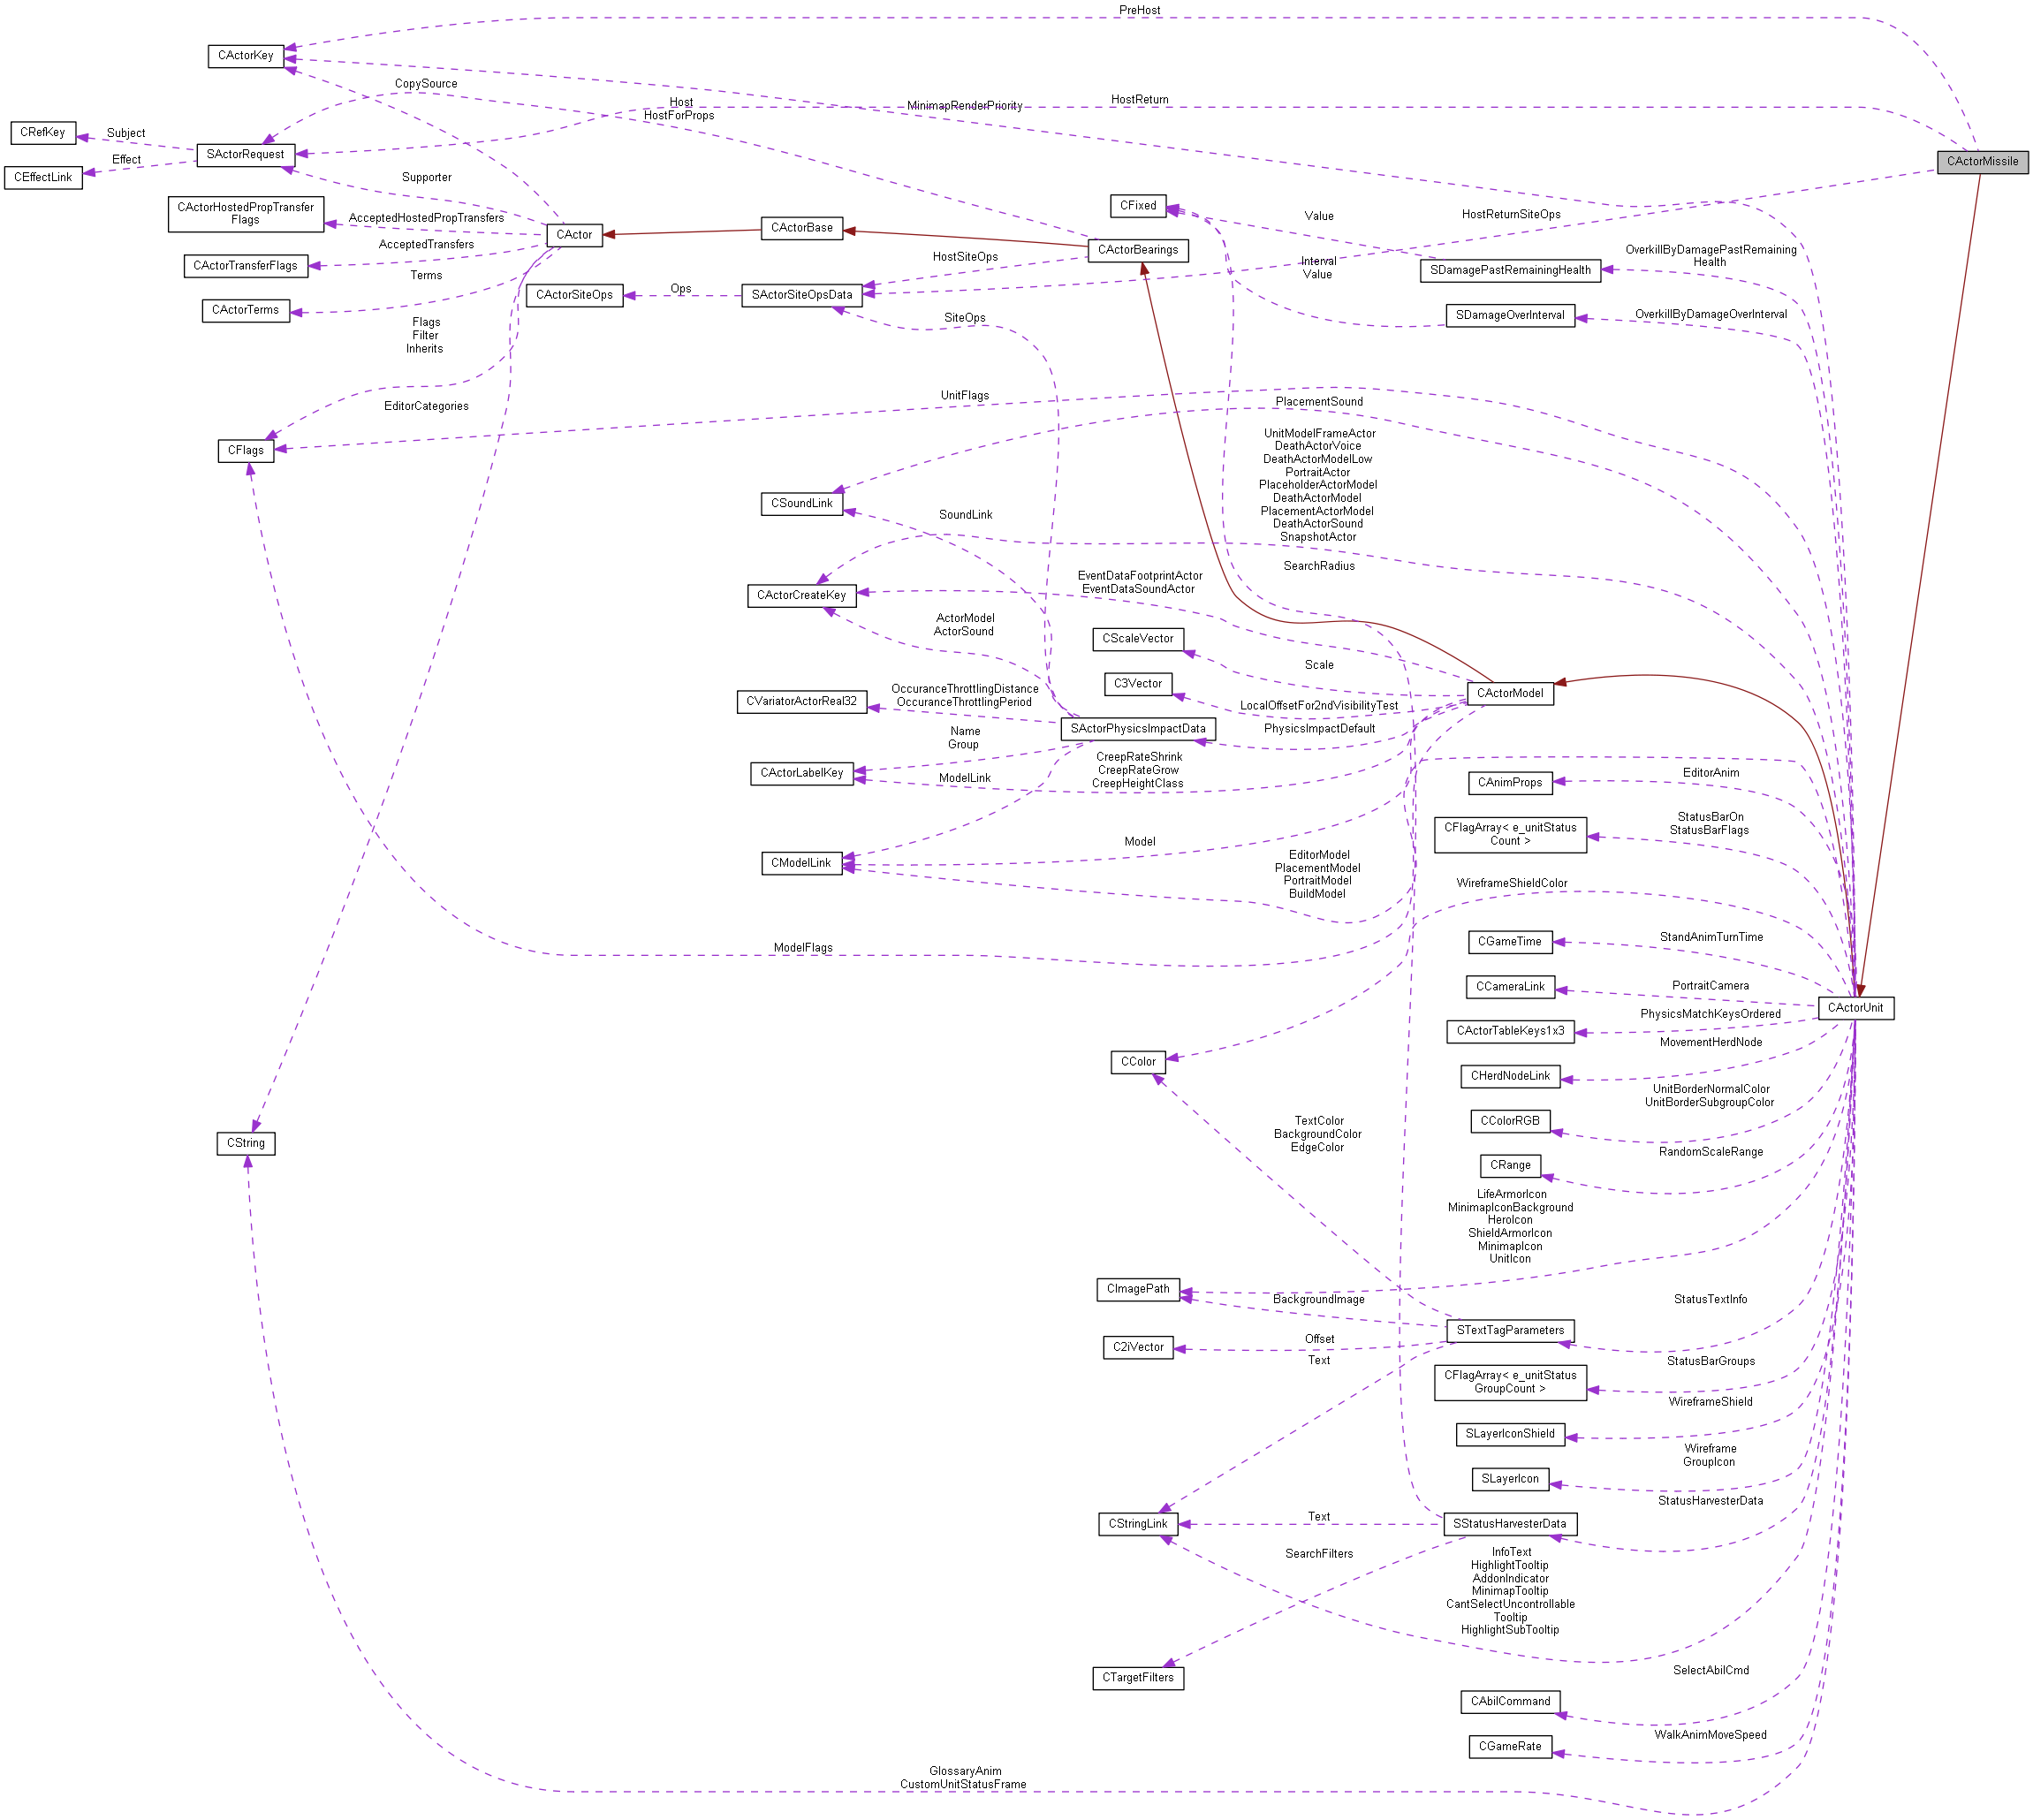 PreHost
CActorKey
CopySource
Host
HostForProps
MinimapRenderPriority
HostReturn
CRefKey
Subject
SActorRequest
Effect
CEffectLink
CActorMissile
Supporter
CActorHostedPropTransfer
Flags
AcceptedHostedPropTransfers
CActor
CActorBase
CFixed
Value
HostReturnSiteOps
AcceptedTransfers
CActorTransferFlags
CActorBearings
OverkillByDamagePastRemaining
Health
HostSiteOps
Interval
Value
SDamagePastRemainingHealth
Terms
CActorSiteOps
Ops
SActorSiteOpsData
CActorTerms
SiteOps
SDamageOverInterval
OverkillByDamageOverInterval
Flags
Filter
Inherits
EditorCategories
UnitFlags
PlacementSound
CFlags
UnitModelFrameActor
DeathActorVoice
DeathActorModelLow
PortraitActor
PlaceholderActorModel
DeathActorModel
PlacementActorModel
DeathActorSound
SnapshotActor
CSoundLink
SoundLink
SearchRadius
CActorCreateKey
EventDataFootprintActor
EventDataSoundActor
ActorModel
ActorSound
CScaleVector
Scale
C3Vector
CActorModel
OccuranceThrottlingDistance
OccuranceThrottlingPeriod
CVariatorActorReal32
LocalOffsetFor2ndVisibilityTest
SActorPhysicsImpactData
PhysicsImpactDefault
Name
Group
CActorLabelKey
ModelLink
CreepRateShrink
CreepRateGrow
CreepHeightClass
CAnimProps
EditorAnim
CFlagArray< e_unitStatus
Count >
StatusBarOn
StatusBarFlags
CModelLink
Model
EditorModel
PlacementModel
PortraitModel
BuildModel
WireframeShieldColor
ModelFlags
CGameTime
StandAnimTurnTime
CCameraLink
PortraitCamera
CActorUnit
CActorTableKeys1x3
PhysicsMatchKeysOrdered
CColor
MovementHerdNode
CHerdNodeLink
UnitBorderNormalColor
UnitBorderSubgroupColor
CColorRGB
CString
TextColor
BackgroundColor
EdgeColor
CRange
RandomScaleRange
LifeArmorIcon
MinimapIconBackground
HeroIcon
ShieldArmorIcon
MinimapIcon
UnitIcon
CImagePath
BackgroundImage
StatusTextInfo
STextTagParameters
C2iVector
Offset
Text
StatusBarGroups
CFlagArray< e_unitStatus
GroupCount >
WireframeShield
SLayerIconShield
Wireframe
GroupIcon
SLayerIcon
StatusHarvesterData
CStringLink
Text
SStatusHarvesterData
SearchFilters
InfoText
HighlightTooltip
AddonIndicator
MinimapTooltip
CantSelectUncontrollable
Tooltip
HighlightSubTooltip
CTargetFilters
SelectAbilCmd
CAbilCommand
WalkAnimMoveSpeed
CGameRate
GlossaryAnim
CustomUnitStatusFrame